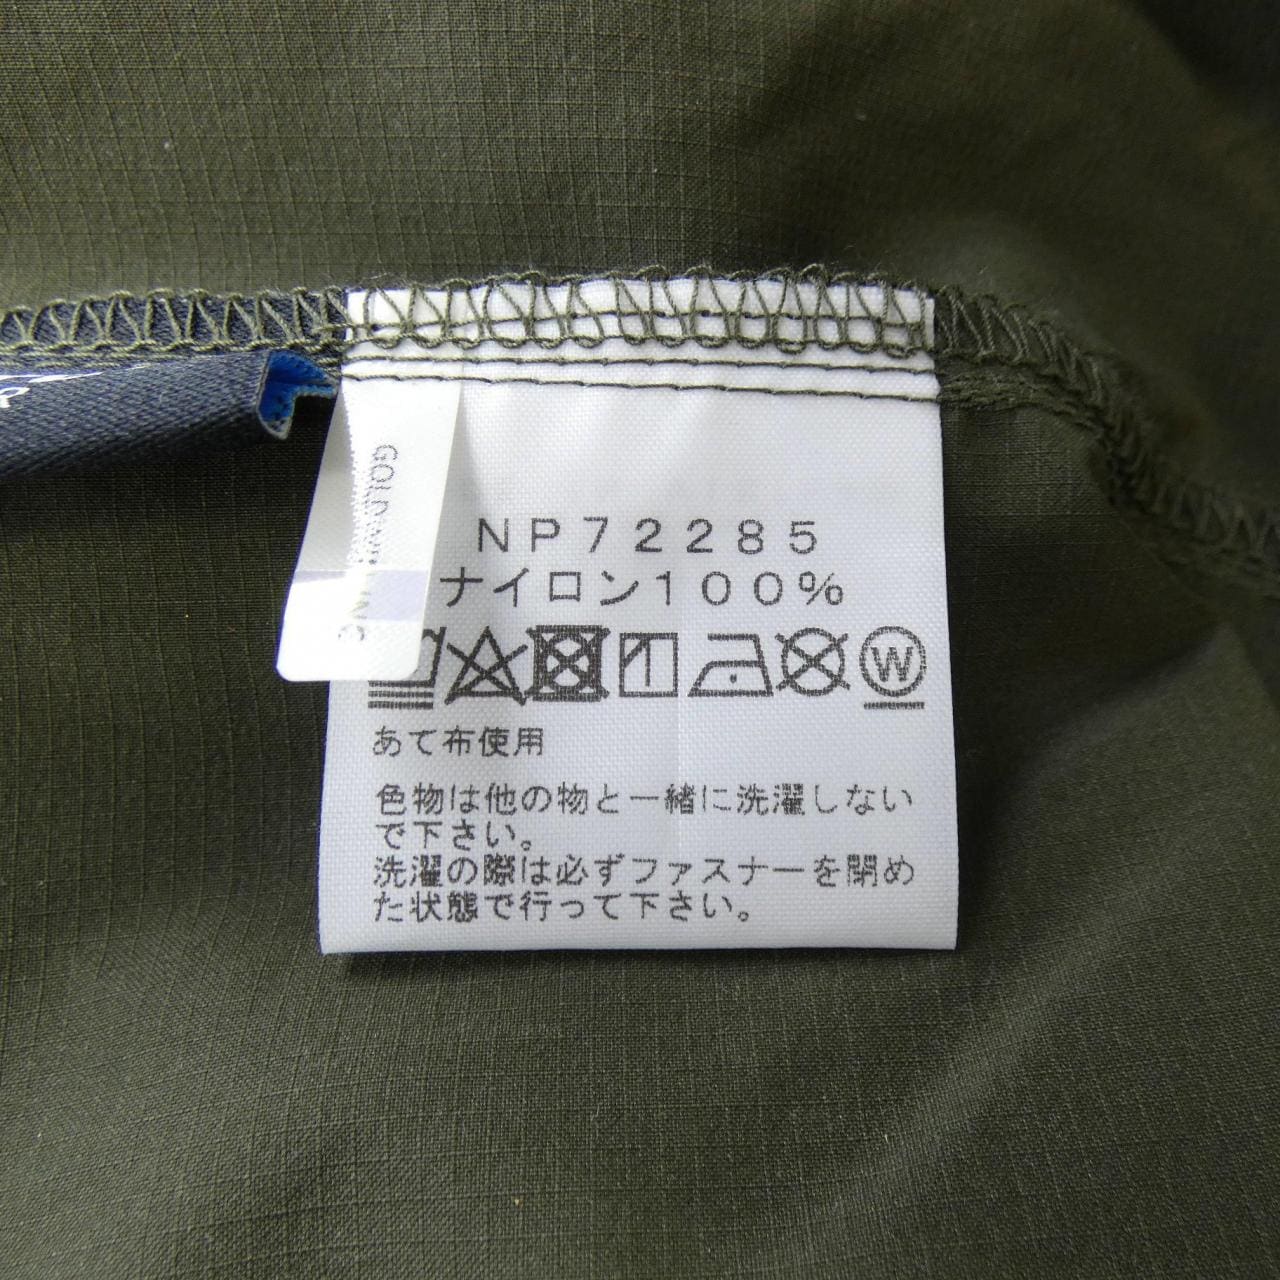 NP72285
ナイロン100%
W
あて布使用
色物は他の物と一緒に洗濯しない
で下さい。
洗濯の際は必ずファスナーを閉め
た状態で行って下さい。